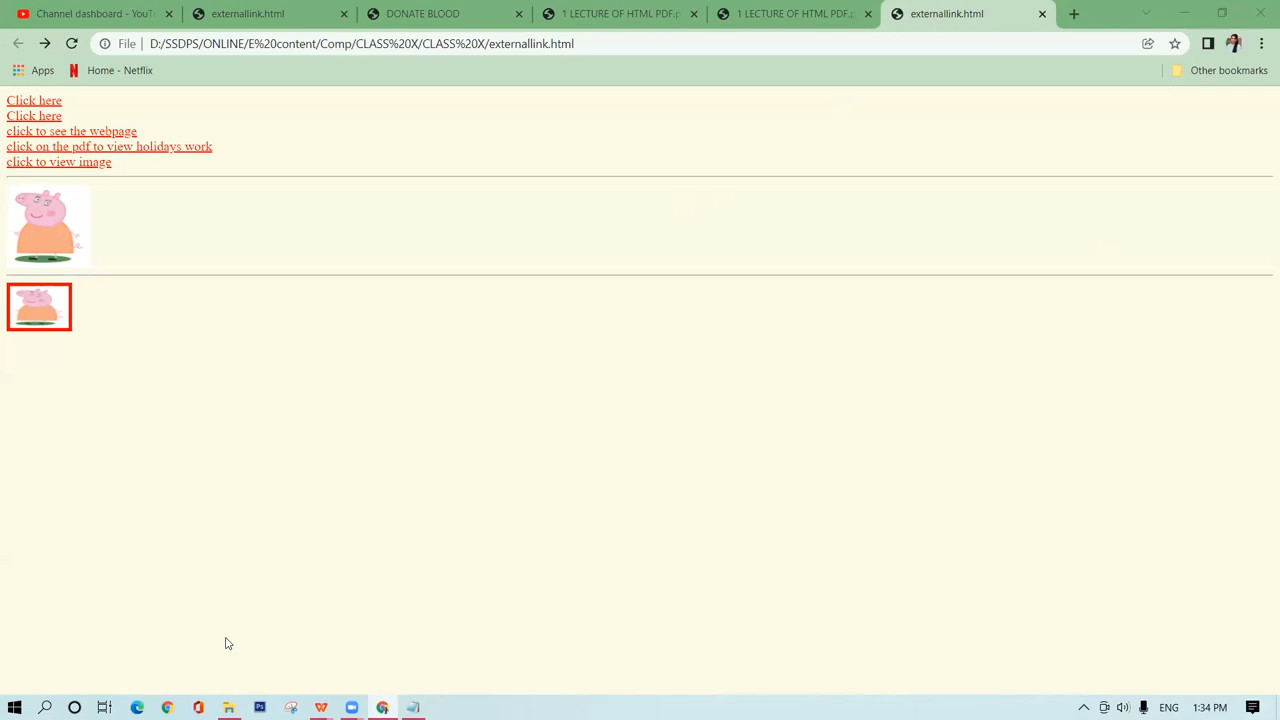 Channel dashboard - YouT
externallink.html
DONATE BLOOD
1 LECTURE OF HTML PDF.p
1 LECTURE OF HTML PDF.p
externallink.html
File
D:/SSDPS/ONLINE/E%20content/Comp/CLASS%20X/CLASS%20X/externallink.html
Apps
Home - Netflix
Other bookmarks
Click here
Click here
click to see the webpage
click on the pdf to view holidays work
click to view image
ENG
1:34 PM